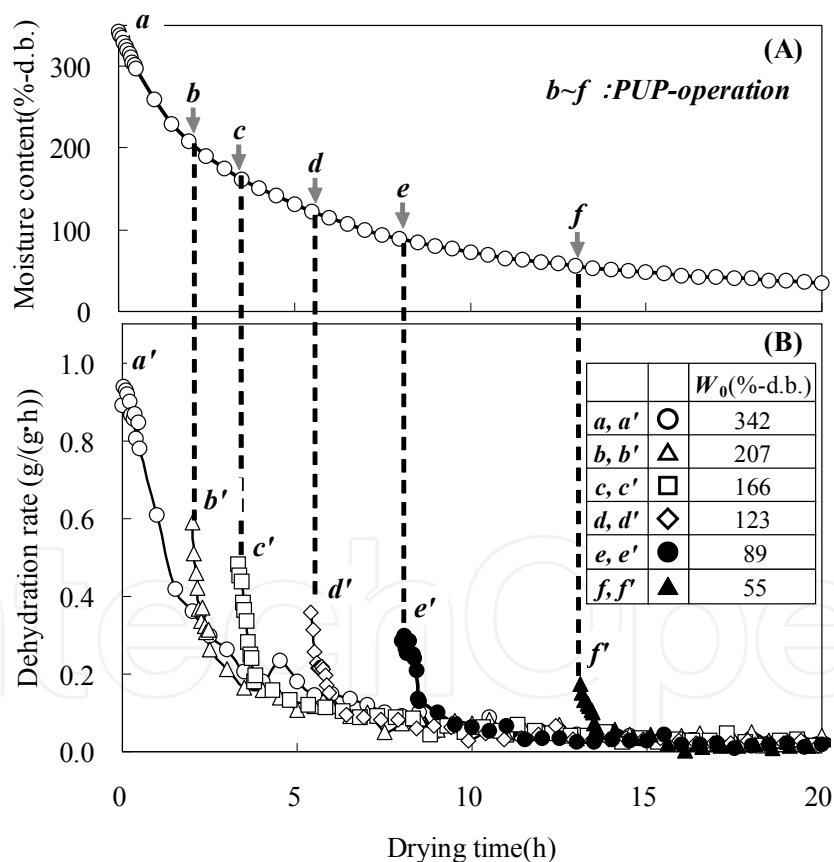 a
(A)
300
200
100
0
Moisture content(%-d.b.)
b~f :PUP-operation
b
c
d
e
f
(B)
1.0
0.8
0.6
0.4
0.2
0.0
Dehydration rate (g/(g·h))
a'
b'
c'
d'
e'
f'
W0(%-d.b.)
a, a' 342
b, b' 207
c, c' 166
d, d' 123
e, e' 89
f, f' 55
0 5 10 15 20
Drying time(h)